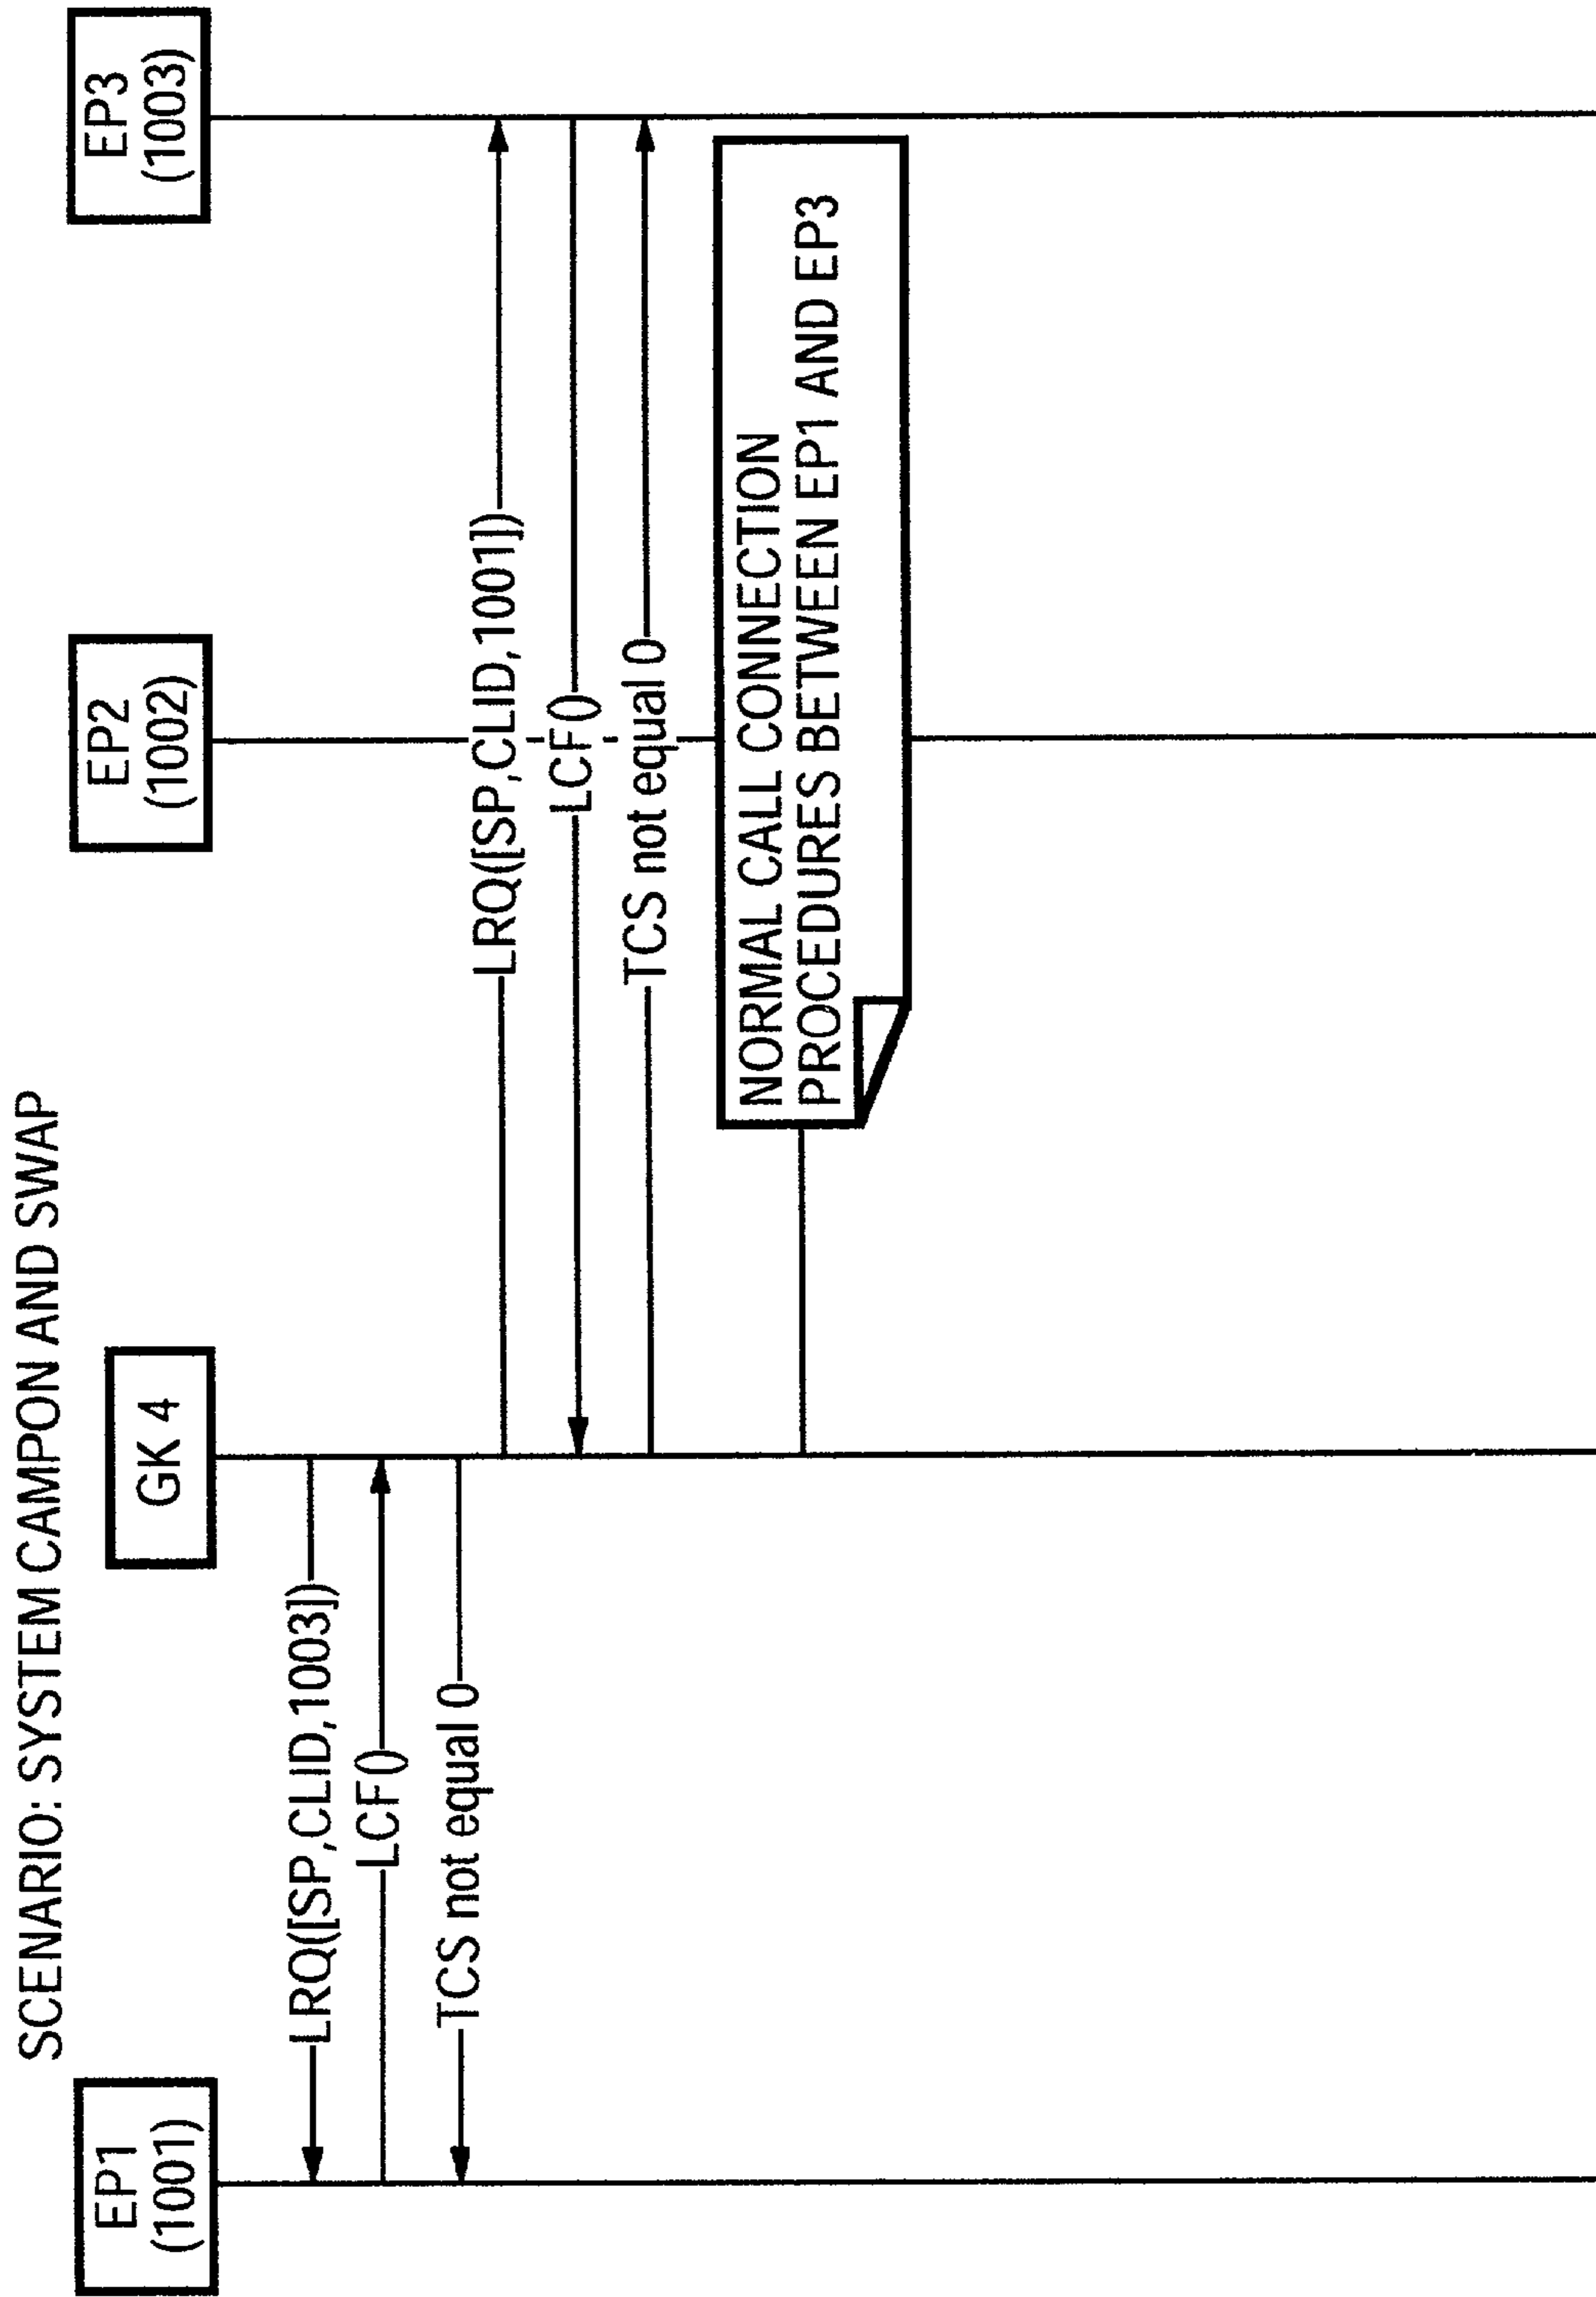 SCENARIO: SYSTEM CAMPON AND SWAP
EP1
(1001)
GK 4
EP2
(1002)
EP3
(1003)
LRQ([SP,CLID,1003])
LCF()
TCS not equal 0
LRQ([SP,CLID,1001])
LCF()
TCS not equal 0
NORMAL CALL CONNECTION
PROCEDURES BETWEEN EP1 AND EP3